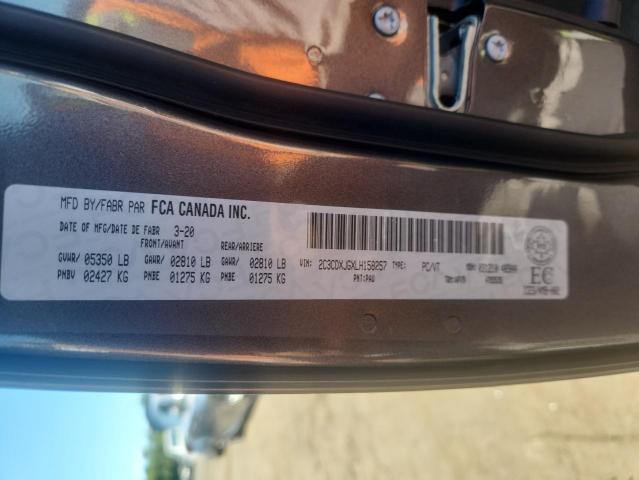 MFD BY/FABR PAR FCA CANADA INC.
DATE OF MFG/DATE DE FABR 3-20
FRONT/AVANT REAR/ARRIERE
GVWR/ 05350 LB GAWR/ 02810 LB GAWR/ 02810 LB
PNBV 02427 KG PNBE 01275 KG PNBE 01275 KG
VIN: 2C3CDXJGXLH158257 TYPE: PC/VT
PNT: PAU
EC